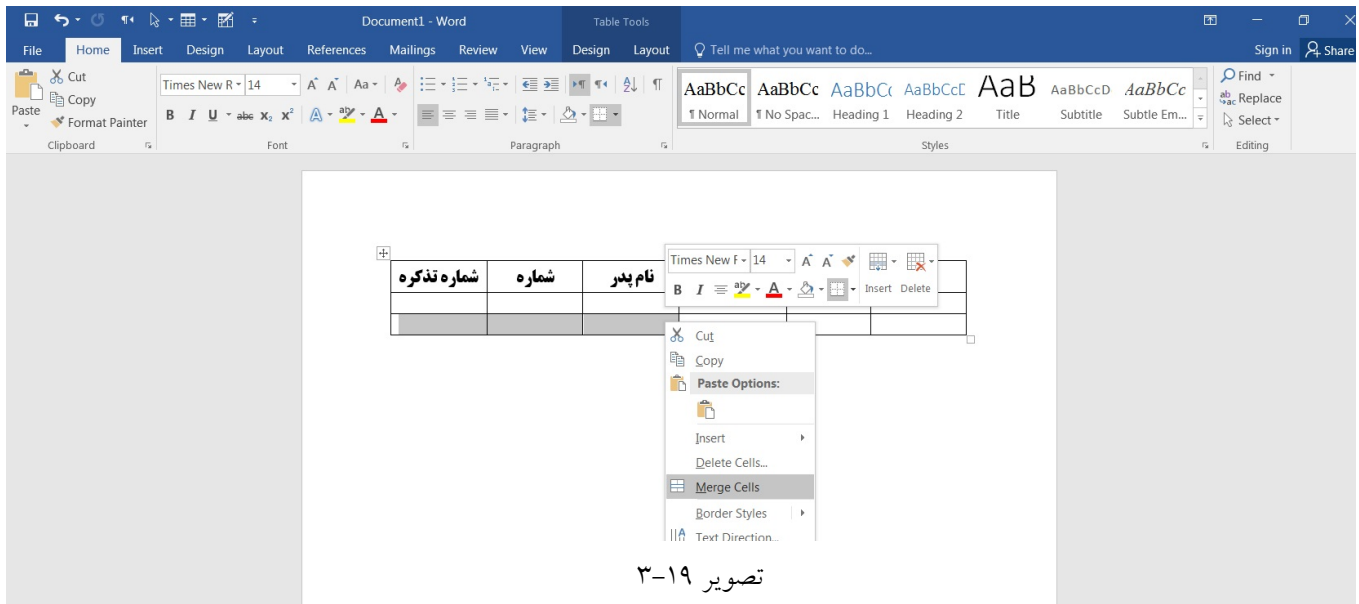 Document1 - Word
Table Tools
File Home Insert Design Layout References Mailings Review View Design Layout Tell me what you want to do... Sign in Share
Paste
Cut
Copy
Format Painter
Clipboard
Times New R 14
Font
Paragraph
AaBbCc AaBbCc AaBbCc AaBbCcD AaB AaBbCcD AaBbCc
¶ Normal ¶ No Spac... Heading 1 Heading 2 Title Subtitle Subtle Em...
Styles
Find
Replace
Select
Editing
نام پدر شماره شماره تذکره
Times New F 14
B I Insert Delete
Cut
Copy
Paste Options:
Insert
Delete Cells...
Merge Cells
Border Styles
Text Direction...
تصویر ۱۹-۳